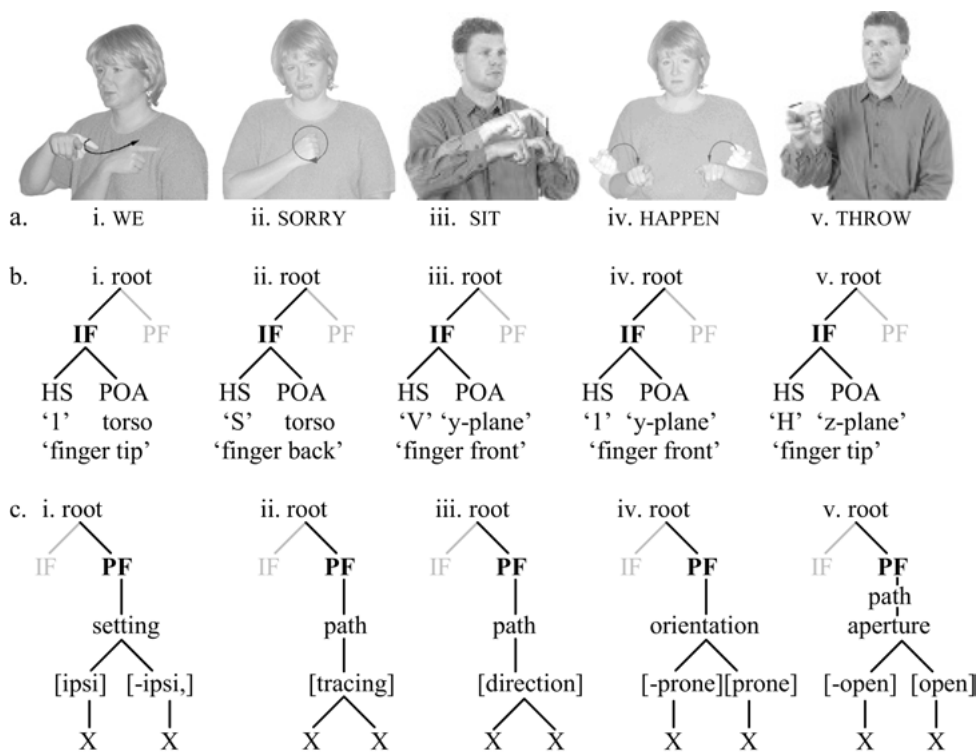 a. i. WE ii. SORRY iii. SIT iv. HAPPEN v. THROW
b. i. root ii. root iii. root iv. root v. root
IF PF IF PF IF PF IF PF IF PF
HS POA HS POA HS POA HS POA HS POA
‘1’ torso ‘S’ torso ‘V’ ‘y-plane’ ‘1’ ‘y-plane’ ‘H’ ‘z-plane’
‘finger tip’ ‘finger back’ ‘finger front’ ‘finger front’ ‘finger tip’
c. i. root ii. root iii. root iv. root v. root
IF PF IF PF IF PF IF PF IF PF
path
setting path path orientation aperture
[ipsi] [-ipsi,] [tracing] [direction] [-prone] [prone] [-open] [open]
X X X X X X X X X X